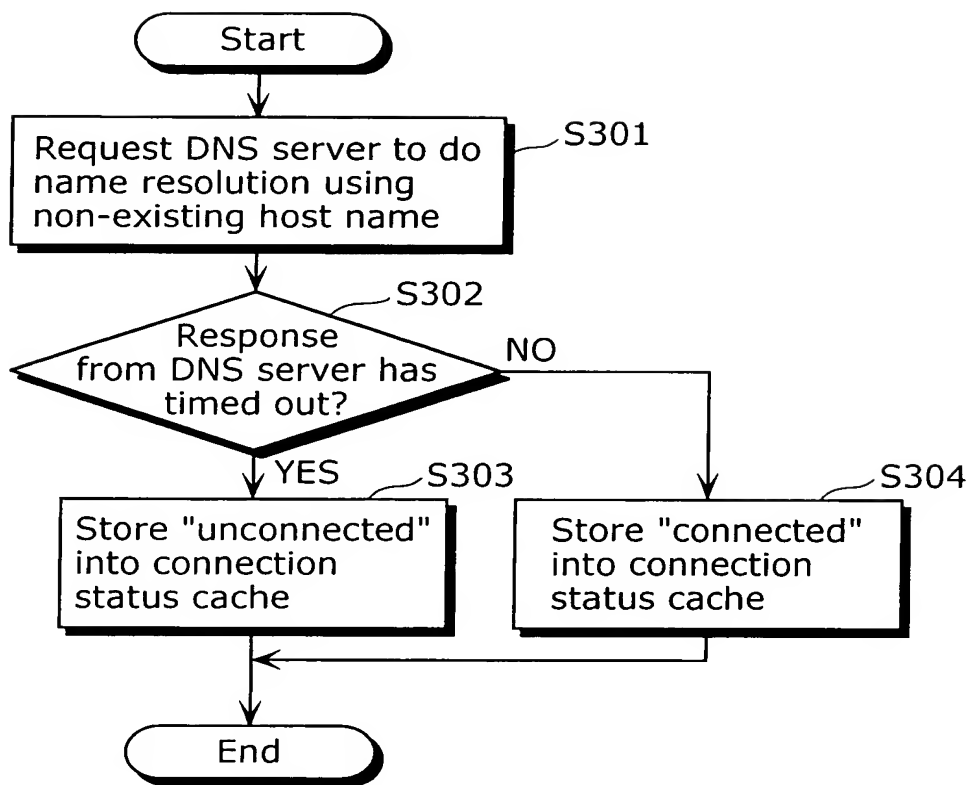 Start
S301
Request DNS server to do
name resolution using
non-existing host name
S302
Response
from DNS server has
timed out?
NO
YES
S303
Store "unconnected"
into connection
status cache
S304
Store "connected"
into connection
status cache
End